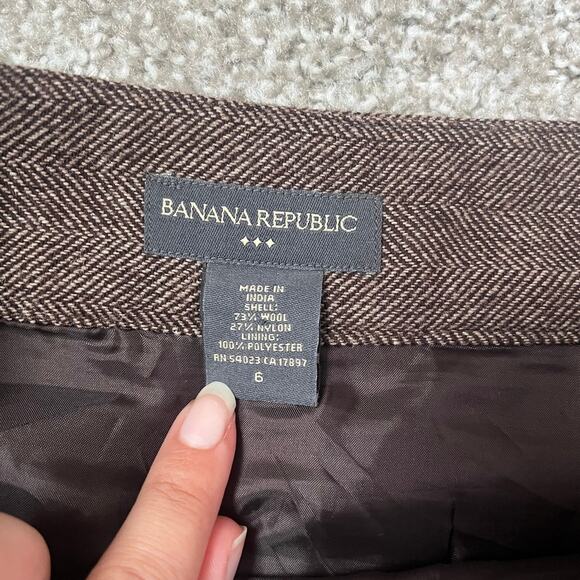 BANANA REPUBLIC
MADE IN
INDIA
SHELL:
73% WOOL
27% NYLON
LINING:
100% POLYESTER
RN 54023 CA 17897
6